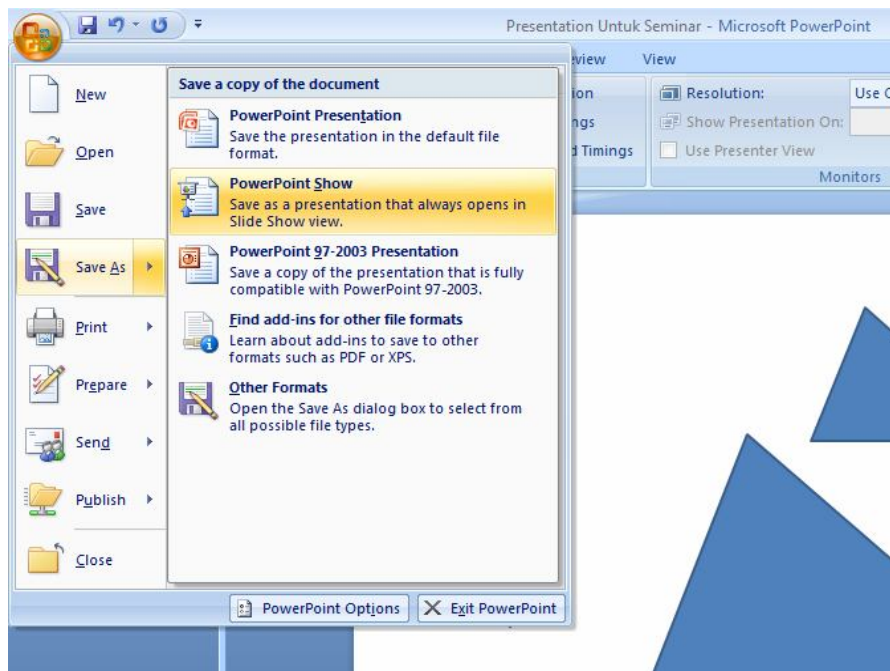 Presentation Untuk Seminar - Microsoft PowerPoint
View
Resolution:
Show Presentation On:
Use Presenter View
Timings
Monitors
New
Open
Save
Save As
Print
Prepare
Send
Publish
Close
Save a copy of the document
PowerPoint Presentation
Save the presentation in the default file
format.
PowerPoint Show
Save as a presentation that always opens in
Slide Show view.
PowerPoint 97-2003 Presentation
Save a copy of the presentation that is fully
compatible with PowerPoint 97-2003.
Find add-ins for other file formats
Learn about add-ins to save to other
formats such as PDF or XPS.
Other Formats
Open the Save As dialog box to select from
all possible file types.
PowerPoint Options
Exit PowerPoint